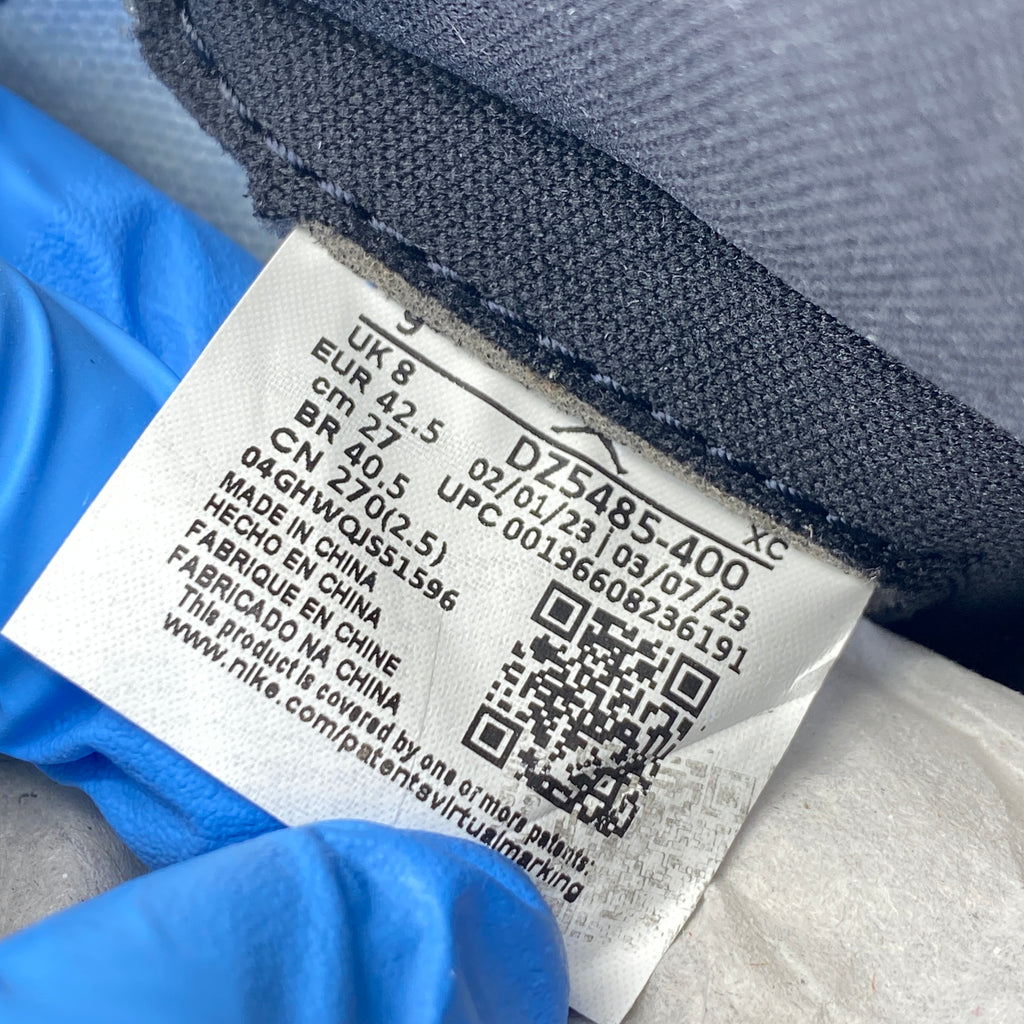 9
UK 8
EUR 42.5
cm 27
BR 40.5
CN 270(2.5)
04GHWQJS51596
MADE IN CHINA
HECHO EN CHINA
FABRIQUE EN CHINE
FABRICADO NA CHINA
This product is covered by one or more patents:
www.nike.com/patentsvirtualmarking
XC
DZ5485-400
02/01/23 | 03/07/23
UPC 00196608236191